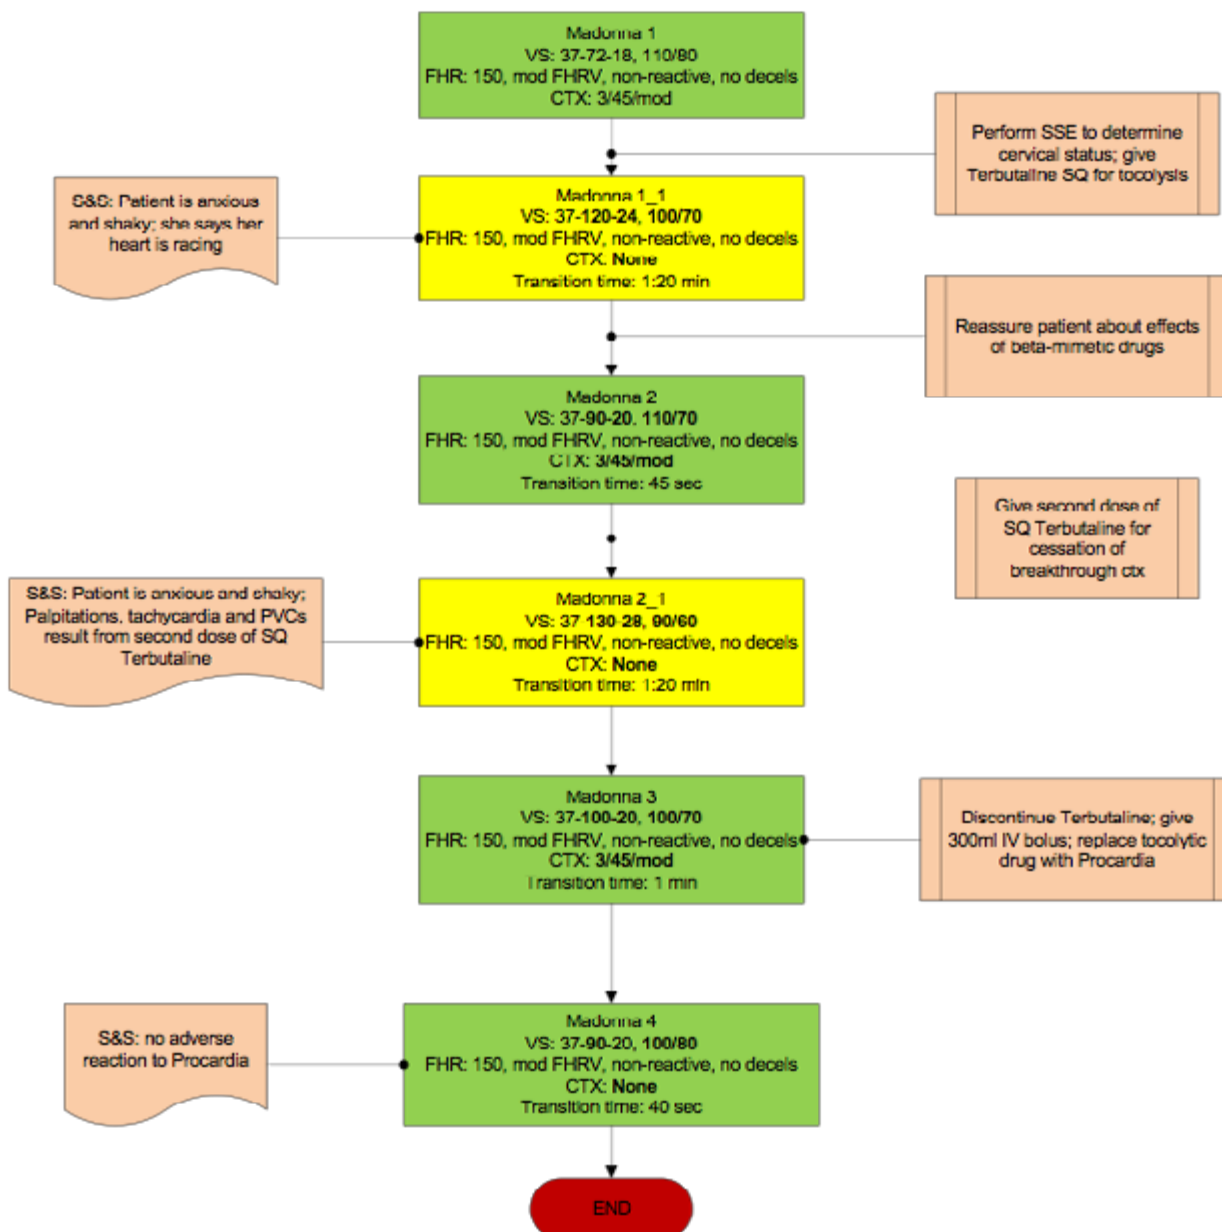 Madonna 1
VS: 37-72-18, 110/80
FHR: 150, mod FHRV, non-reactive, no decels
CTX: 3/45/mod
Perform SSE to determine
cervical status; give
Terbutaline SQ for tocolysis
S&S: Patient is anxious
and shaky; she says her
heart is racing
Madonna 1_1
VS: 37-120-24, 100/70
FHR: 150, mod FHRV, non-reactive, no decels
CTX. None
Transition time: 1:20 min
Reassure patient about effects
of beta-mimetic drugs
Madonna 2
VS: 37-90-20. 110/70
FHR: 150, mod FHRV, non-reactive, no decels
CTX: 3/45/mod
Transition time: 45 sec
Give second dose of
SQ Terbutaline for
cessation of
breakthrough ctx
S&S: Patient is anxious and shaky;
Palpitations, tachycardia and PVCs
result from second dose of SQ
Terbutaline
Madonna 2_1
VS: 37 130-28, 90/60
FHR: 150, mod FHRV, non-reactive, no decels
CTX: None
Transition time: 1:20 min
Madonna 3
VS: 37-100-20, 100/70
FHR: 150, mod FHRV, non-reactive, no decels
CTX: 3/45/mod
Transition time: 1 min
Discontinue Terbutaline; give
300ml IV bolus; replace tocolytic
drug with Procardia
S&S: no adverse
reaction to Procardia
Madonna 4
VS: 37-90-20, 100/80
FHR: 150, mod FHRV, non-reactive, no decels
CTX: None
Transition time: 40 sec
END